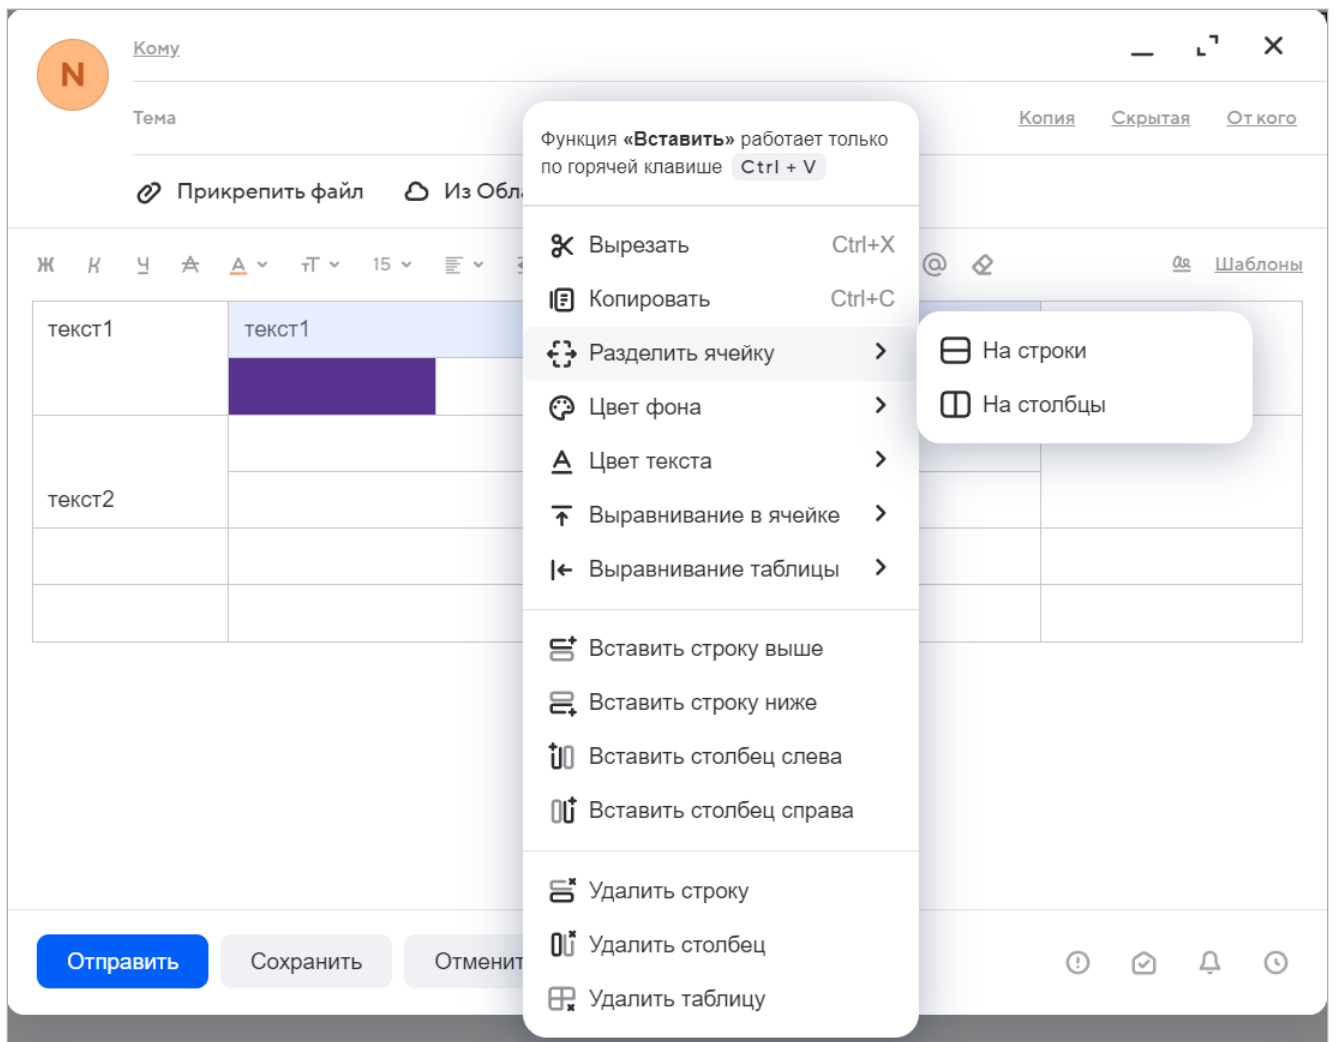 N
Кому
Тема
Копия Скрытая От кого
Функция «Вставить» работает только
по горячей клавише Ctrl + V
Прикрепить файл
Из Обла
Ж К Ч А А тТ 15
@
Шаблоны
Вырезать Ctrl+X
Копировать Ctrl+C
Разделить ячейку
На строки
На столбцы
Цвет фона
Цвет текста
Выравнивание в ячейке
Выравнивание таблицы
Вставить строку выше
Вставить строку ниже
Вставить столбец слева
Вставить столбец справа
Удалить строку
Удалить столбец
Удалить таблицу
текст1 текст1
текст2
Отправить Сохранить Отменит